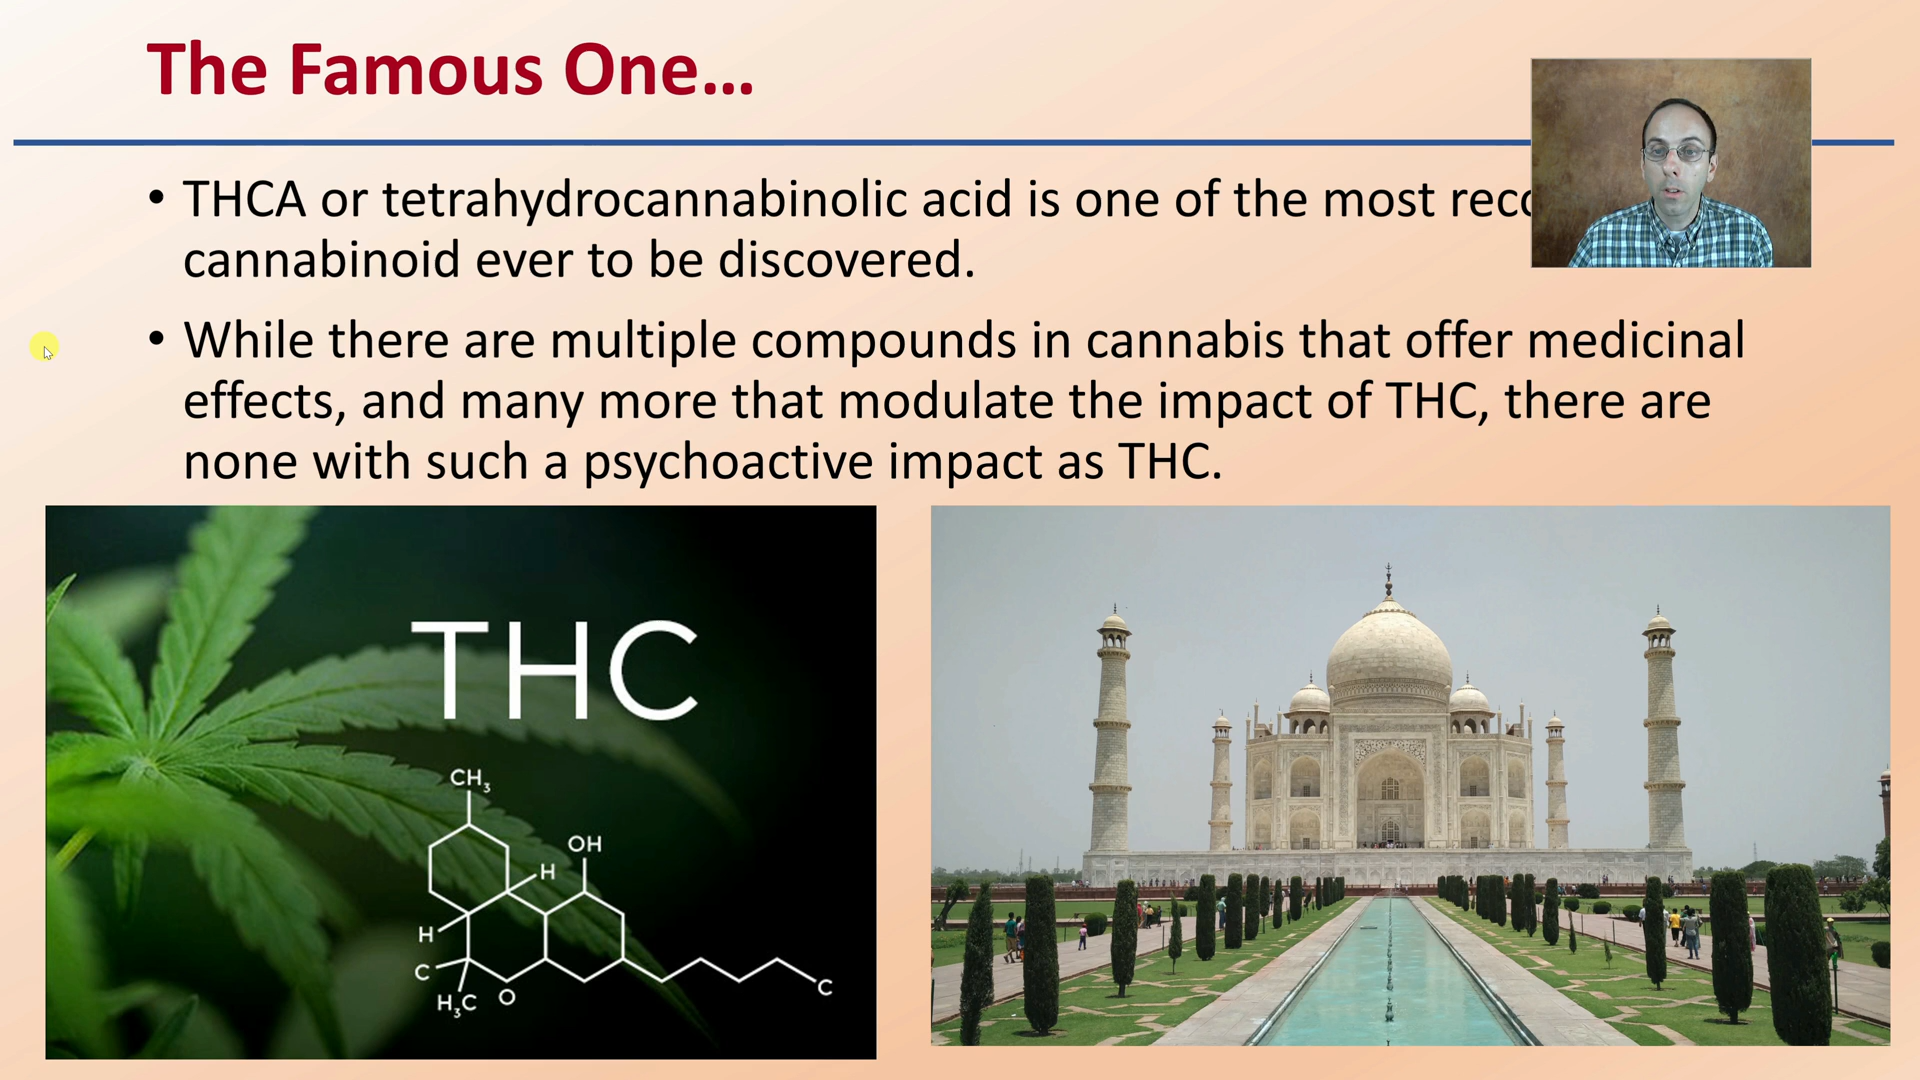 The Famous One...
• THCA or tetrahydrocannabinolic acid is one of the most
cannabinoid ever to be discovered.
• While there are multiple compounds in cannabis that offer medicinal
effects, and many more that modulate the impact of THC, there are
none with such a psychoactive impact as THC.
THC
CH₃
OH
H
H
C
H₃C
O
C